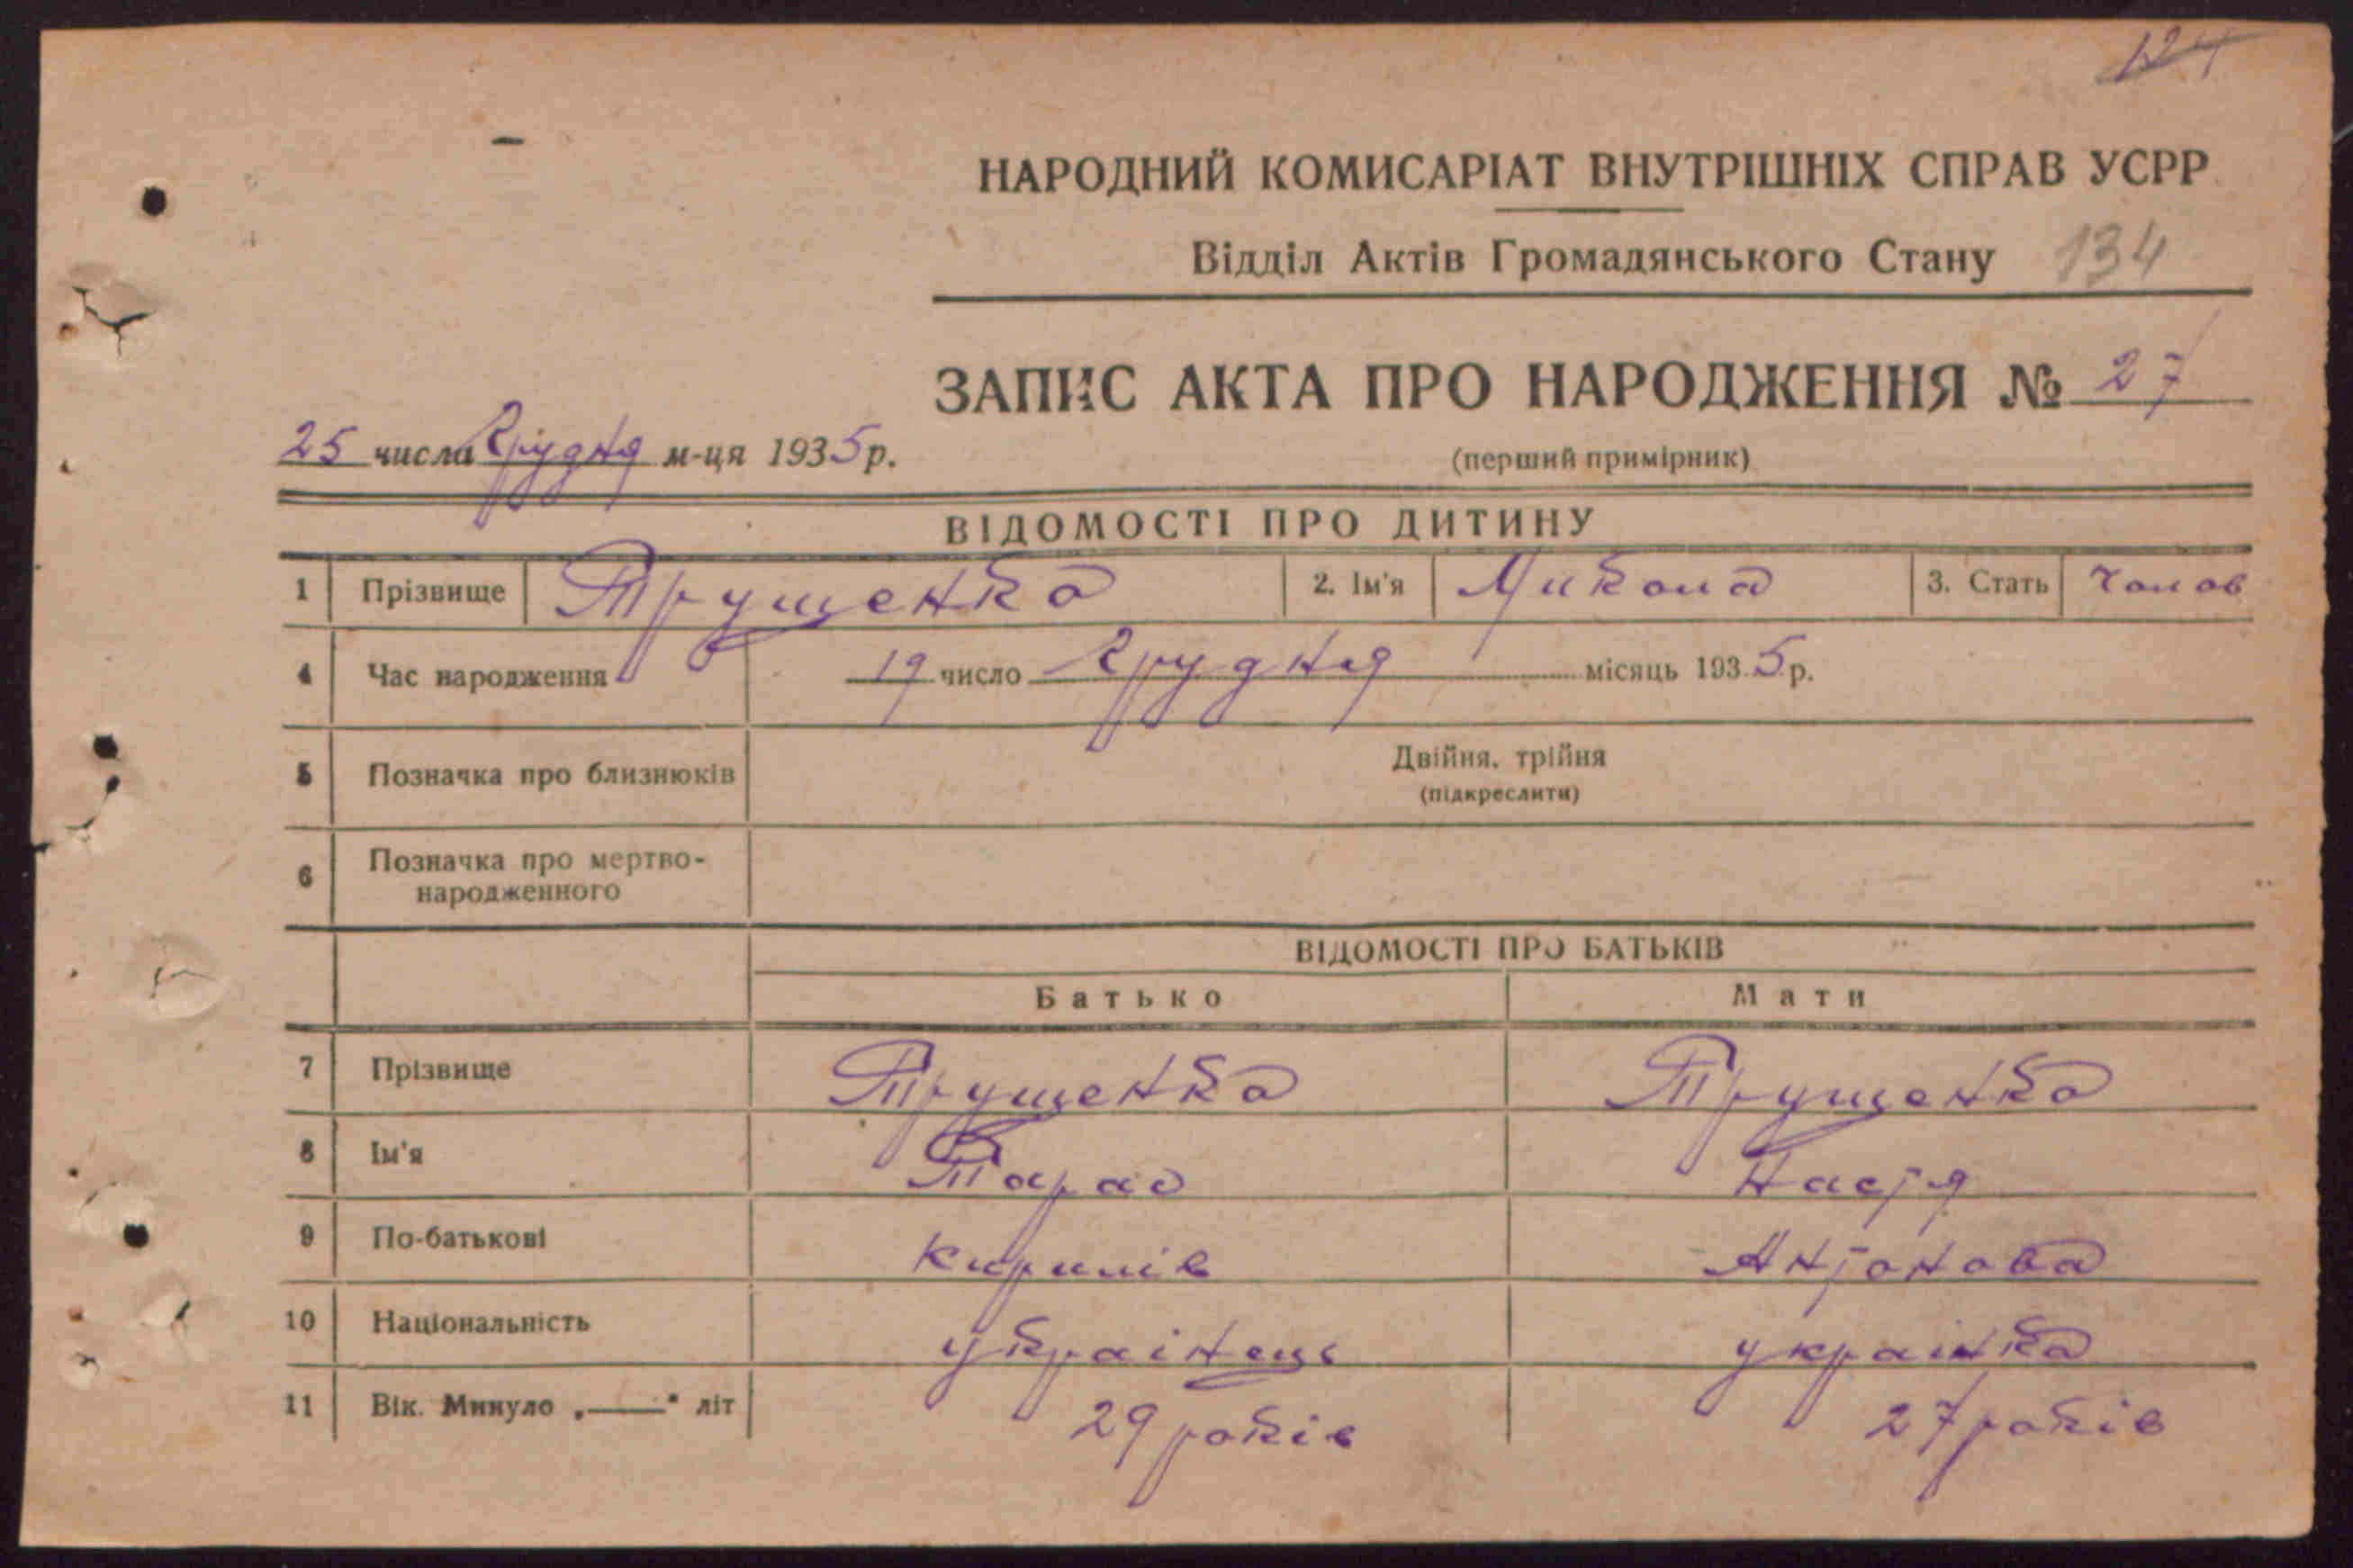 124
НАРОДНИЙ КОМИСАРІАТ ВНУТРІШНІХ СПРАВ УСРР
Відділ Актів Громадянського Стану 134
ЗАПИС АКТА ПРО НАРОДЖЕННЯ № 27
25 числа Грудня м-ця 1935 р.
(перший примірник)
ВІДОМОСТІ ПРО ДИТИНУ
1 Прізвище Трущенко 2. Ім'я Микола 3. Стать Чолов
4 Час народження 19 число Грудня місяць 1935 р.
5 Позначка про близнюків Двійня, трійня
(підкреслити)
6 Позначка про мертво-
народженного
ВІДОМОСТІ ПРО БАТЬКІВ
Батько Мати
7 Прізвище Трущенко Трущенко
8 Ім'я Тарас Настя
9 По-батькові Кирилів Антонова
10 Національність українець українка
11 Вік. Минуло „——" літ 29 років 27 років